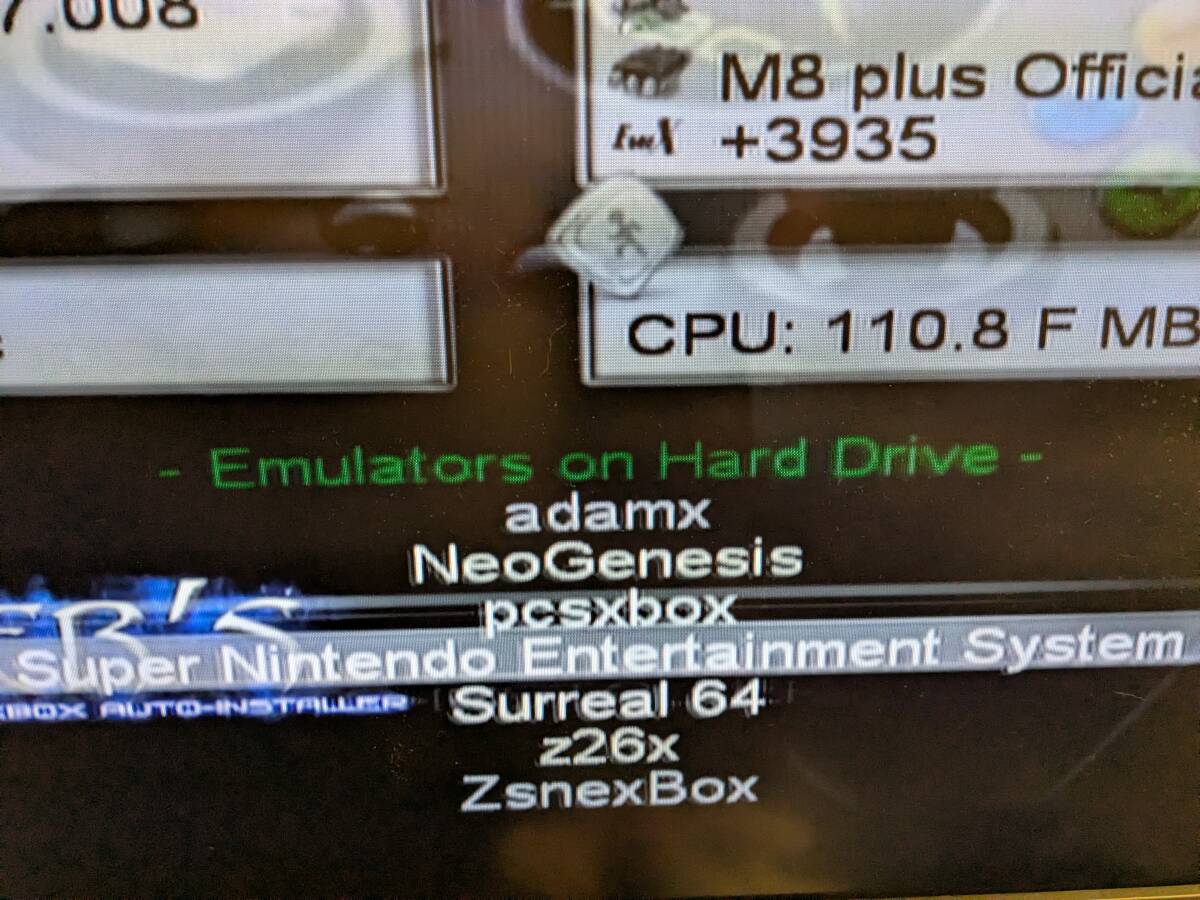 7.008
M8 plus Officia
EvoX +3935
CPU: 110.8 F MB
- Emulators on Hard Drive -
adamx
NeoGenesis
pcsxbox
Super Nintendo Entertainment System
Surreal 64
z26x
ZsnexBox
XBOX AUTO-INSTALLER